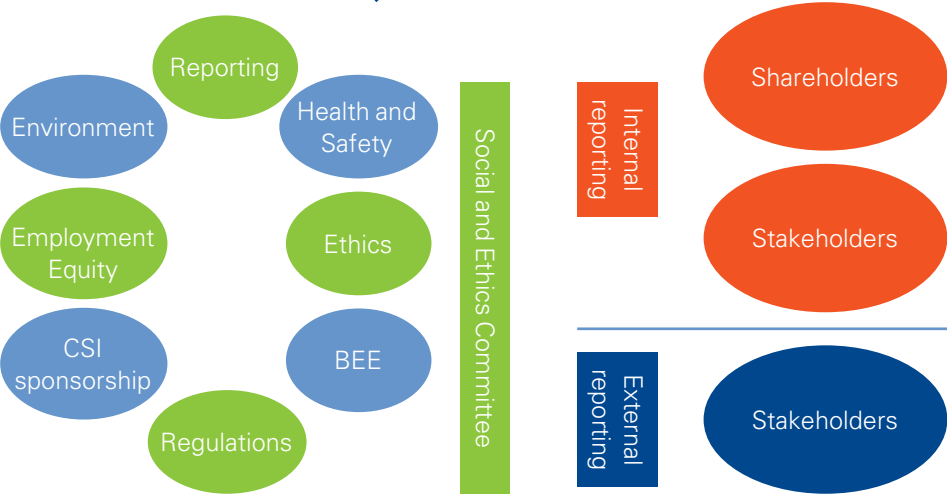 Reporting
Environment
Health and
Safety
Employment
Equity
Ethics
CSI
sponsorship
BEE
Regulations
Social and Ethics Committee
Internal
reporting
Shareholders
Stakeholders
External
reporting
Stakeholders